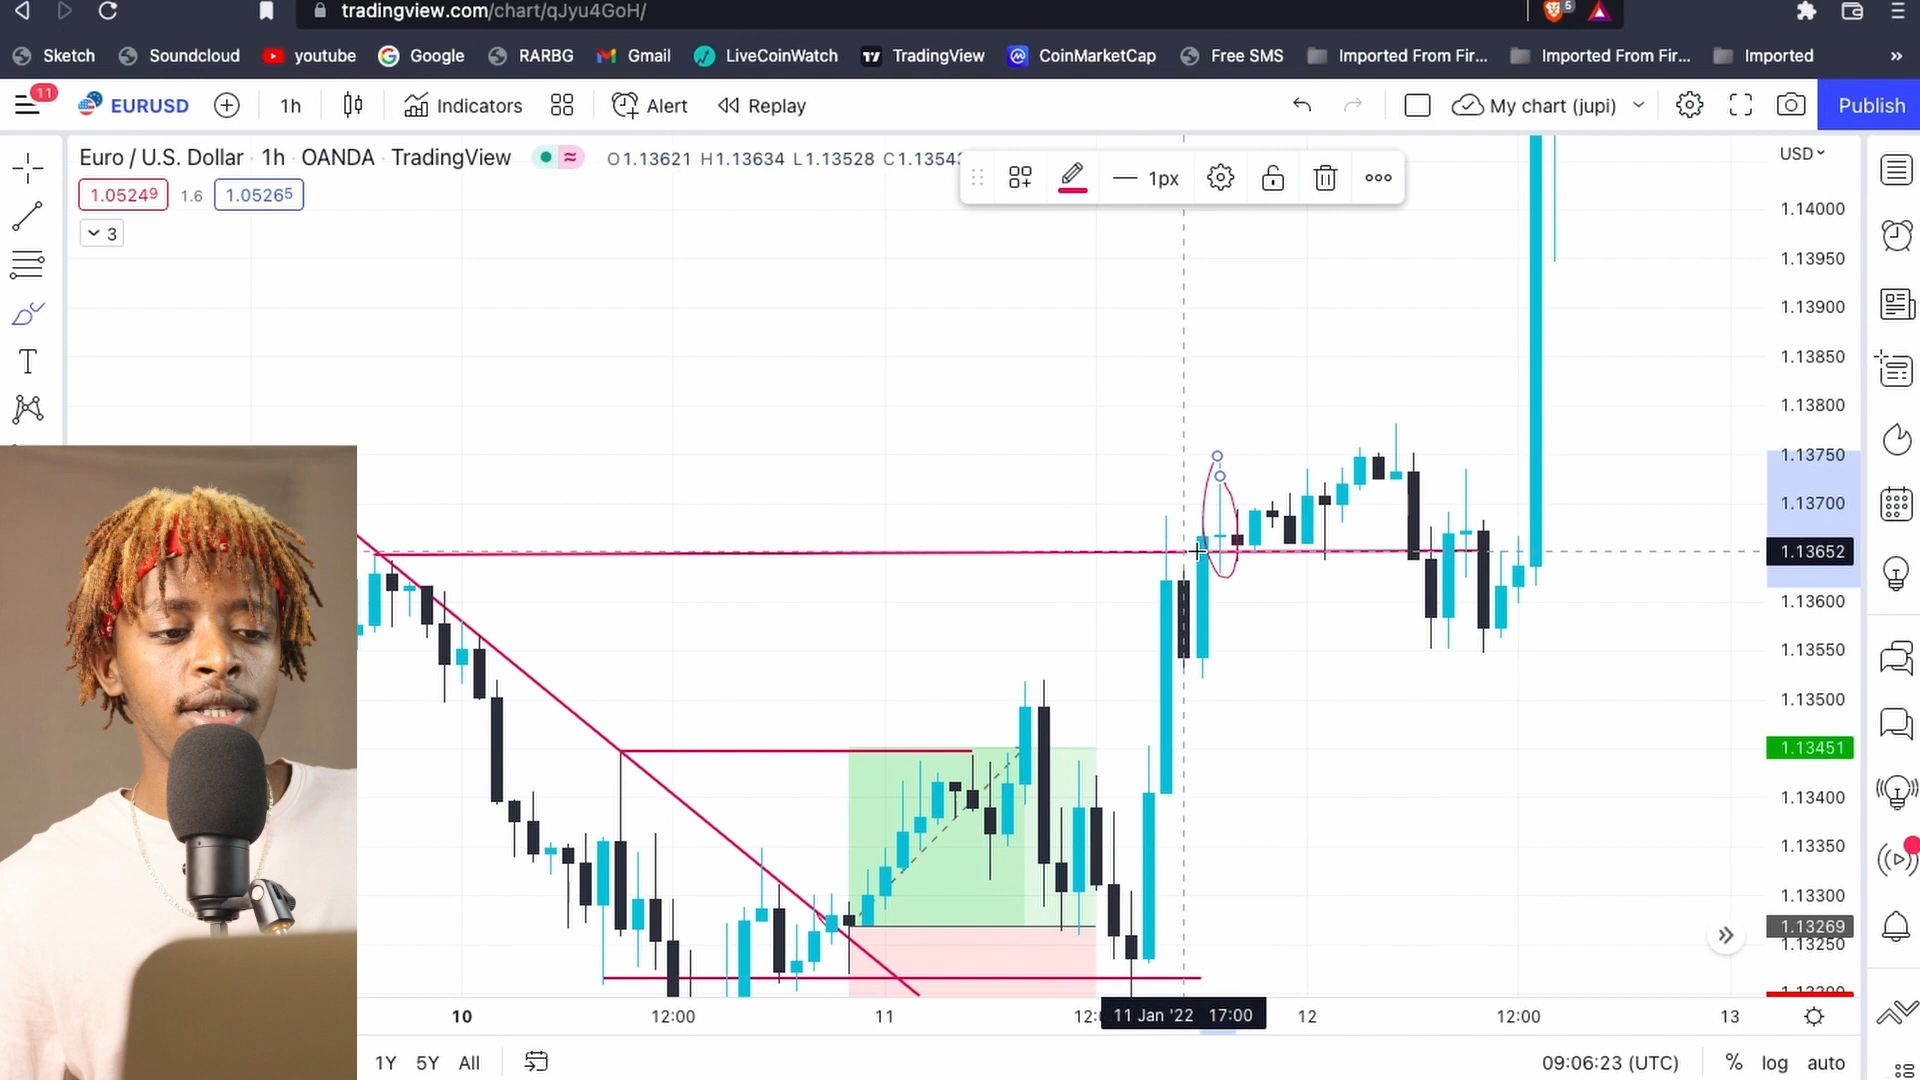 tradingview.com/chart/qJyu4GoH/
5
Sketch Soundcloud youtube Google RARBG Gmail LiveCoinWatch TradingView CoinMarketCap Free SMS Imported From Fir... Imported From Fir... Imported »
11 EURUSD 1h Indicators Alert Replay My chart (jupi) Publish
Euro / U.S. Dollar · 1h · OANDA · TradingView O1.13621 H1.13634 L1.13528 C1.13543
1px
USD
1.05249 1.6 1.05265
3
1.14000
1.13950
1.13900
1.13850
1.13800
1.13750
1.13700
1.13652
1.13600
1.13550
1.13500
1.13451
1.13400
1.13350
1.13300
1.13269
1.13250
10 12:00 11 11 Jan '22 17:00 12 12:00 13
1Y 5Y All 09:06:23 (UTC) % log auto